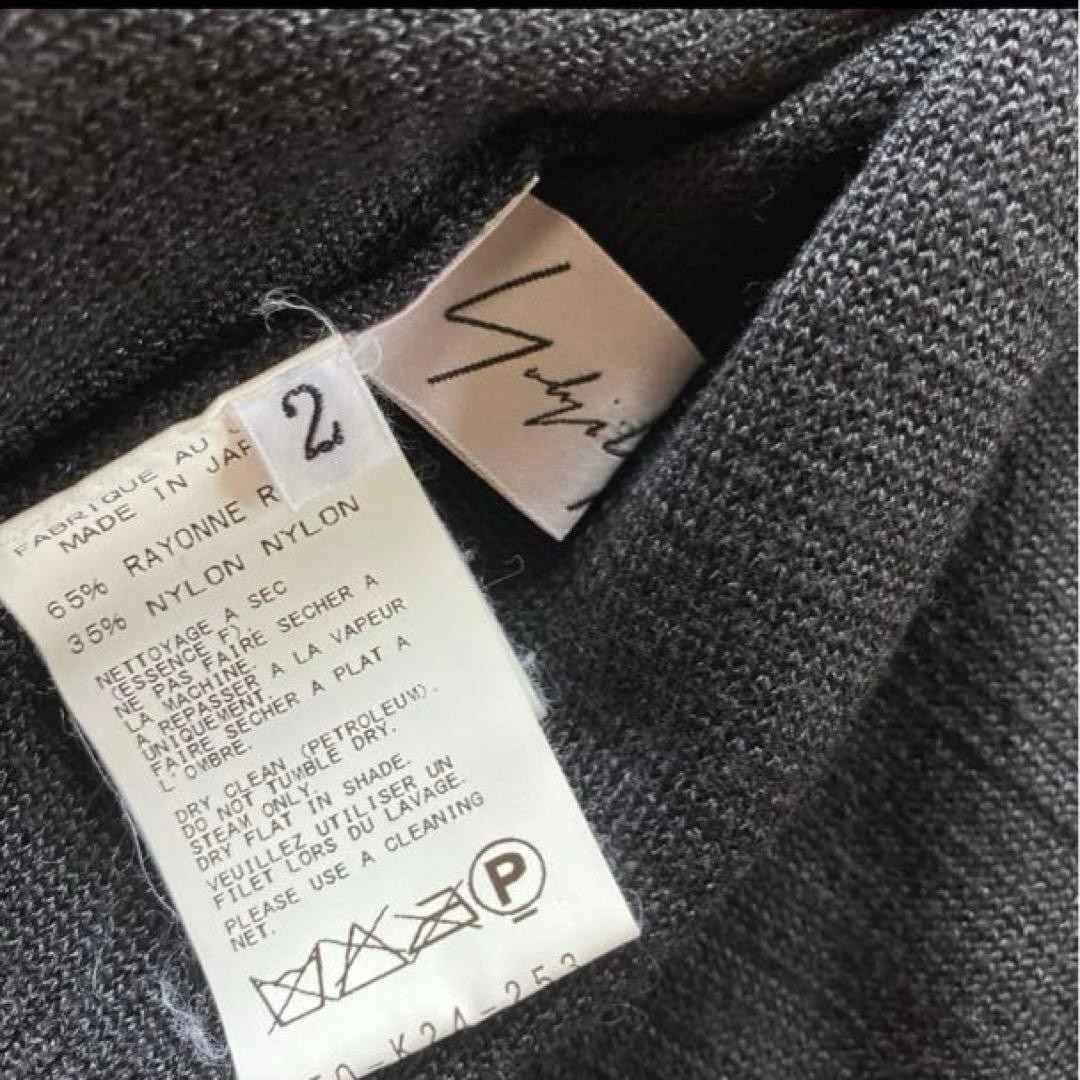 2
FABRIQUE AU
MADE IN JAP
65% RAYONNE R
35% NYLON NYLON
NETTOYAGE A SEC
(ESSENCE F).
NE PAS FAIRE SECHER A
LA MACHINE.
A REPASSER A LA VAPEUR
UNIQUEMENT.
FAIRE SECHER A PLAT A
L'OMBRE.
DRY CLEAN (PETROLEUM).
DO NOT TUMBLE DRY.
STEAM ONLY.
DRY FLAT IN SHADE.
VEUILLEZ UTILISER UN
FILET LORS DU LAVAGE.
PLEASE USE A CLEANING
NET.
P
-K24-253